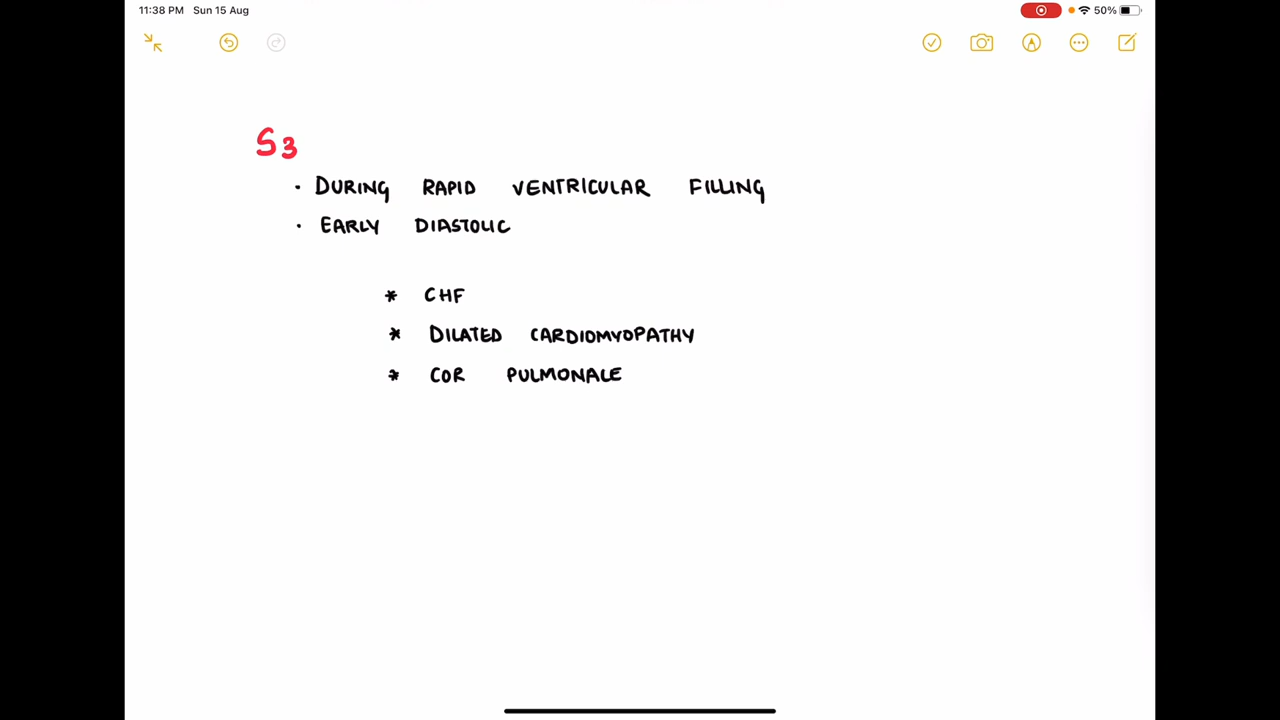 11:38 PM Sun 15 Aug 50%
S3
· DURING RAPID VENTRICULAR FILLING
· EARLY DIASTOLIC
* CHF
* DILATED CARDIOMYOPATHY
* COR PULMONALE